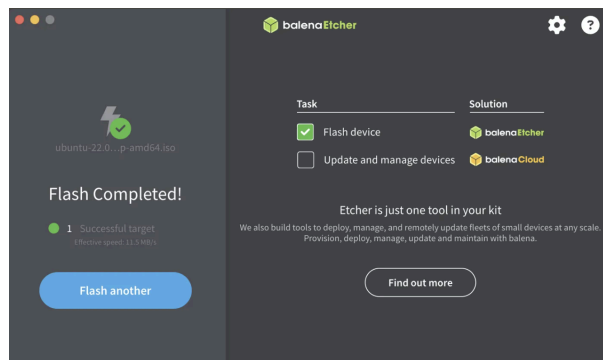 balenaEtcher
?
ubuntu-22.0...p-amd64.iso
Flash Completed!
1 Successful target
Effective speed: 11.5 MB/s
Flash another
Task Solution
Flash device balenaEtcher
Update and manage devices balenaCloud
Etcher is just one tool in your kit
We also build tools to deploy, manage, and remotely update fleets of small devices at any scale.
Provision, deploy, manage, update and maintain with balena.
Find out more